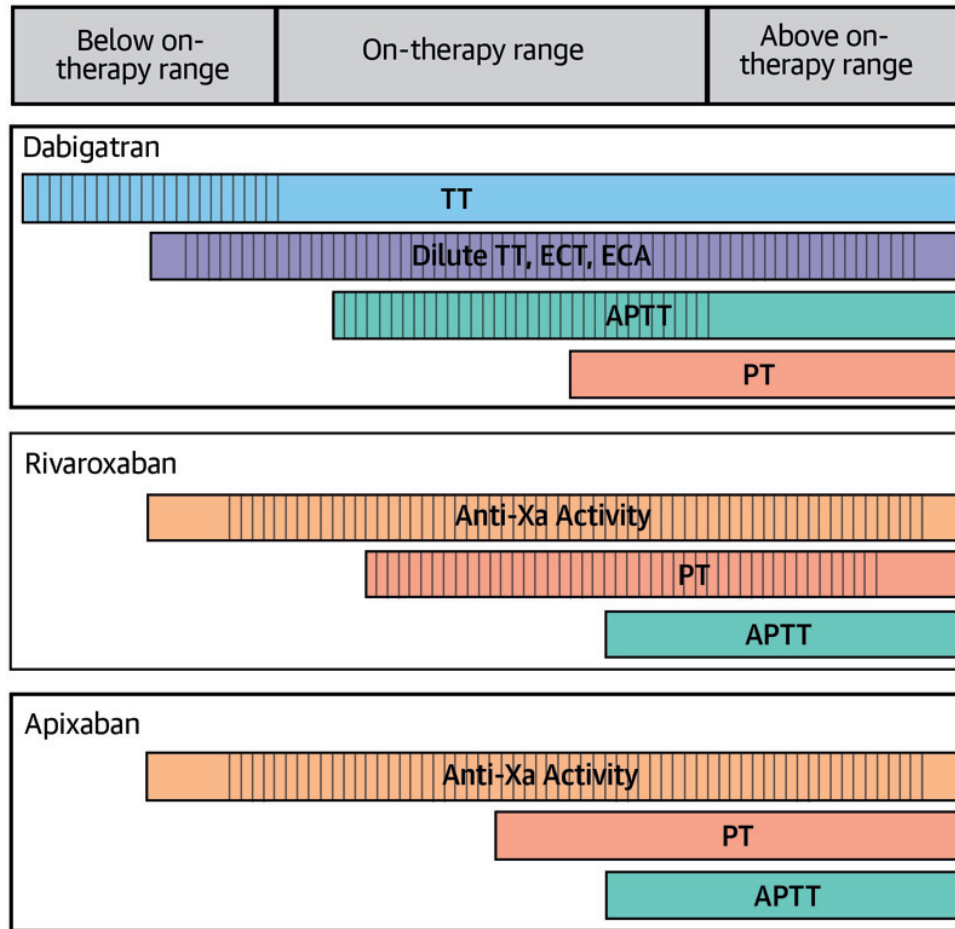 Below on-
therapy range
On-therapy range
Above on-
therapy range
Dabigatran
TT
Dilute TT, ECT, ECA
APTT
PT
Rivaroxaban
Anti-Xa Activity
PT
APTT
Apixaban
Anti-Xa Activity
PT
APTT